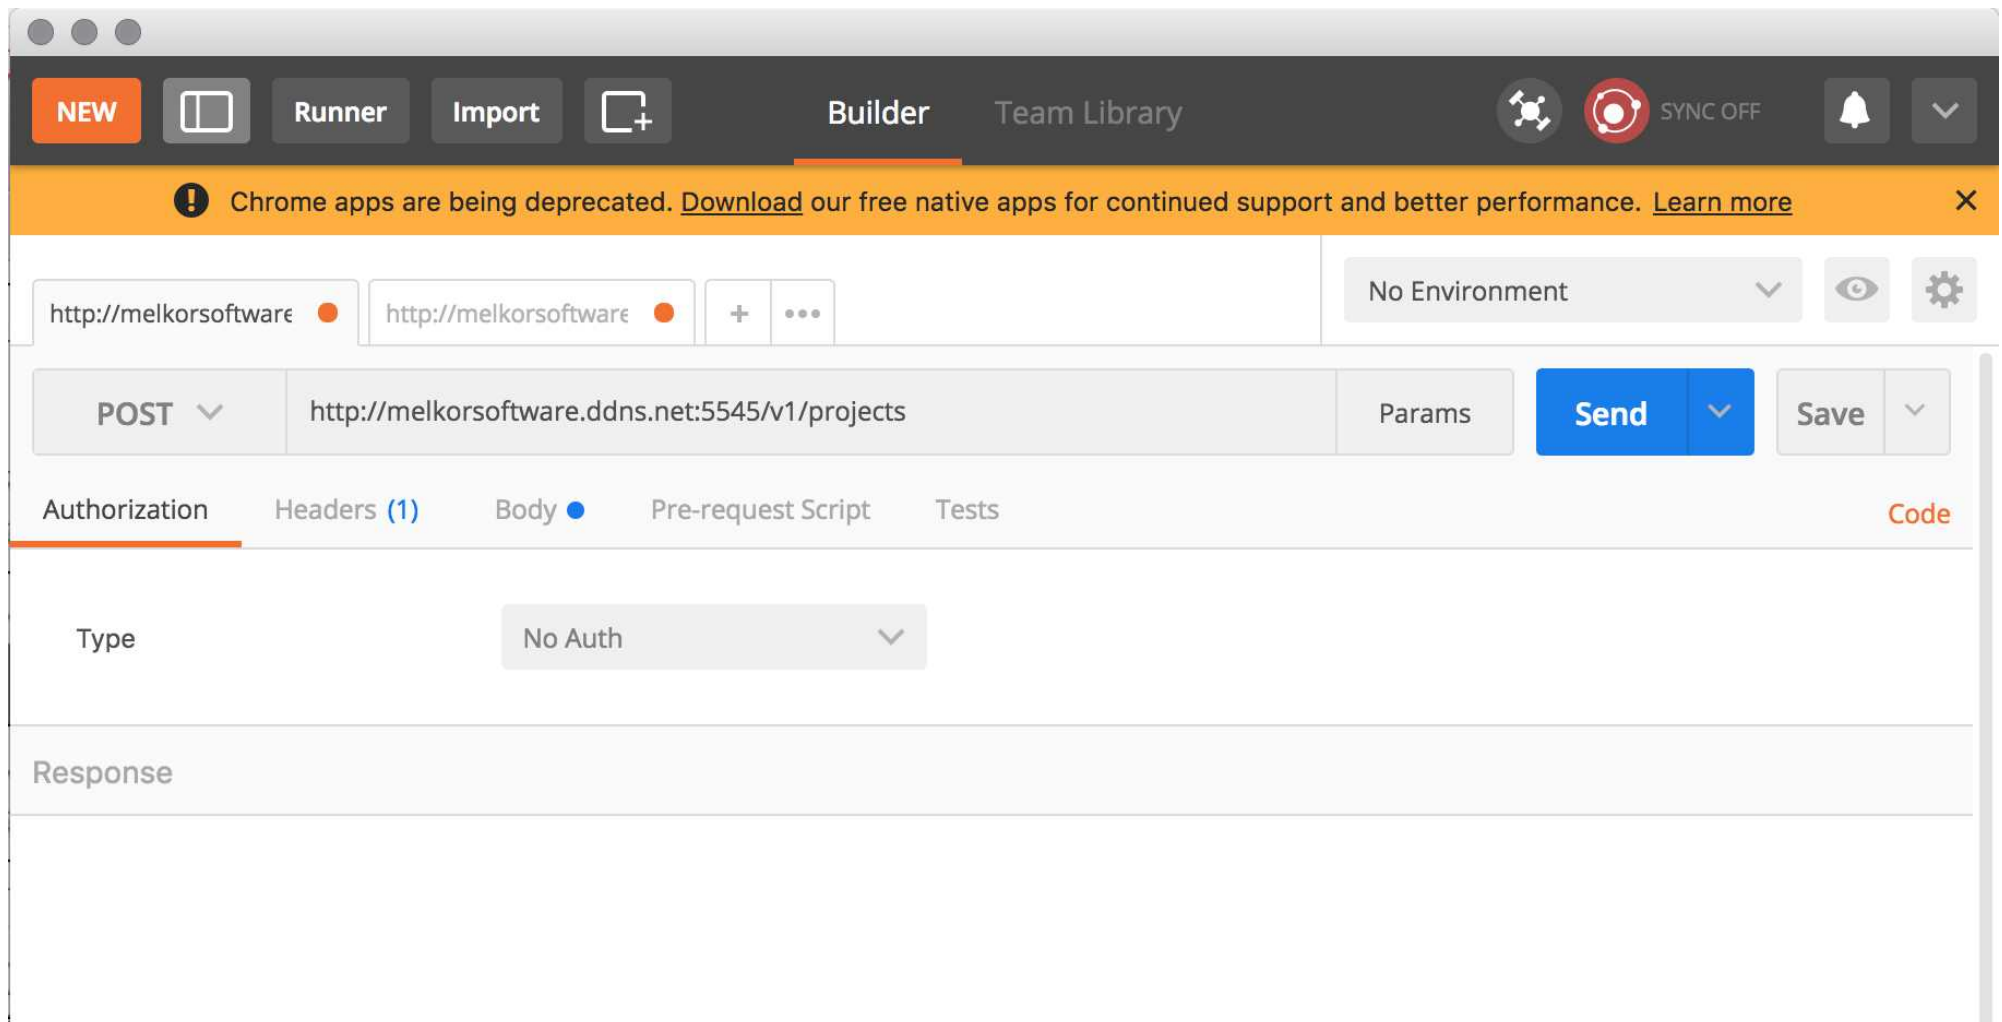 NEW Runner Import Builder Team Library SYNC OFF
Chrome apps are being deprecated. Download our free native apps for continued support and better performance. Learn more
http://melkorsoftware http://melkorsoftware No Environment
POST http://melkorsoftware.ddns.net:5545/v1/projects Params Send Save
Authorization Headers (1) Body Pre-request Script Tests Code
Type No Auth
Response